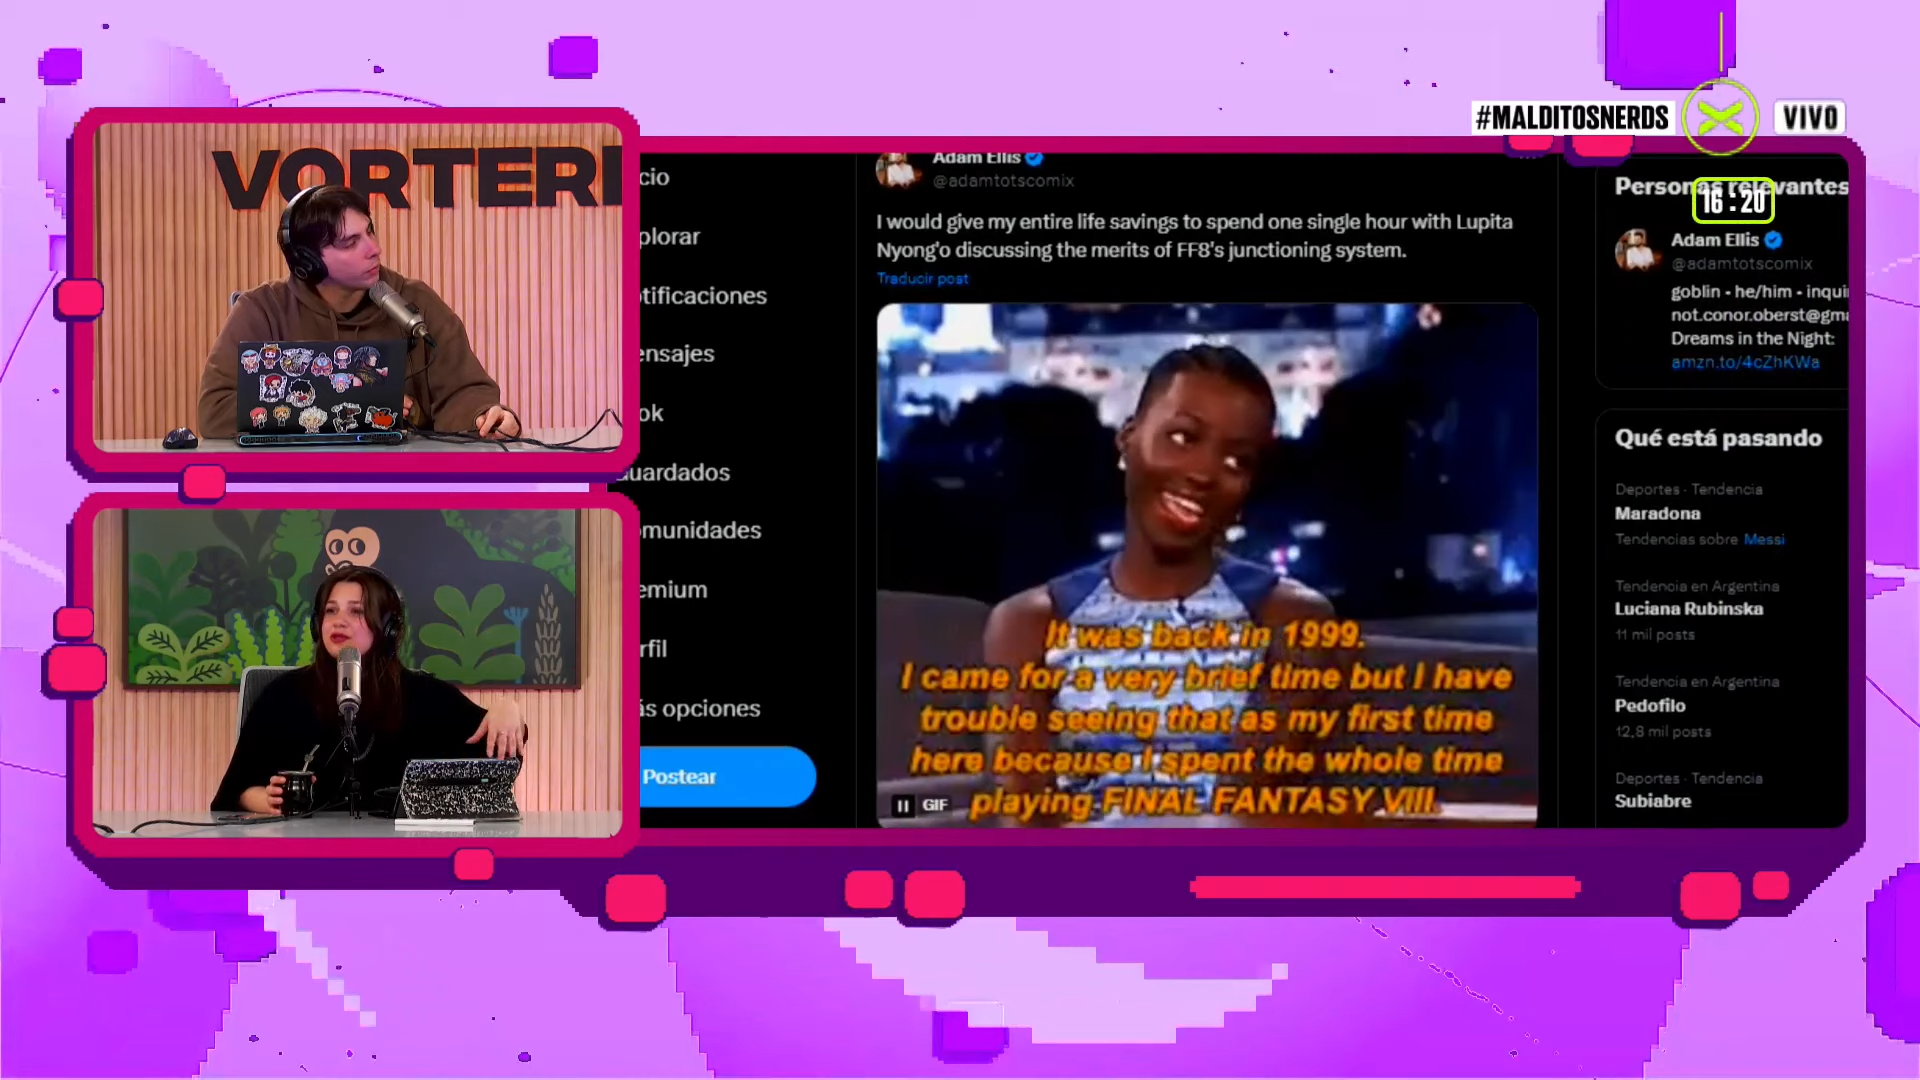 #MALDITOSNERDS
VIVO
16:20
VORTERI
cio
plorar
otificaciones
ensajes
ok
uardados
omunidades
emium
rfil
ás opciones
Postear
Adam Ellis
@adamtotscomix
I would give my entire life savings to spend one single hour with Lupita
Nyong'o discussing the merits of FF8's junctioning system.
Traducir post
It was back in 1999.
I came for a very brief time but I have
trouble seeing that as my first time
here because I spent the whole time
playing FINAL FANTASY VIII.
GIF
Personas relevantes
Adam Ellis
@adamtotscomix
goblin • he/him • inqui
not.conor.oberst@gma
Dreams in the Night:
amzn.to/4cZhKWa
Qué está pasando
Deportes · Tendencia
Maradona
Tendencias sobre Messi
Tendencia en Argentina
Luciana Rubinska
11 mil posts
Tendencia en Argentina
Pedofilo
12,8 mil posts
Deportes · Tendencia
Subiabre